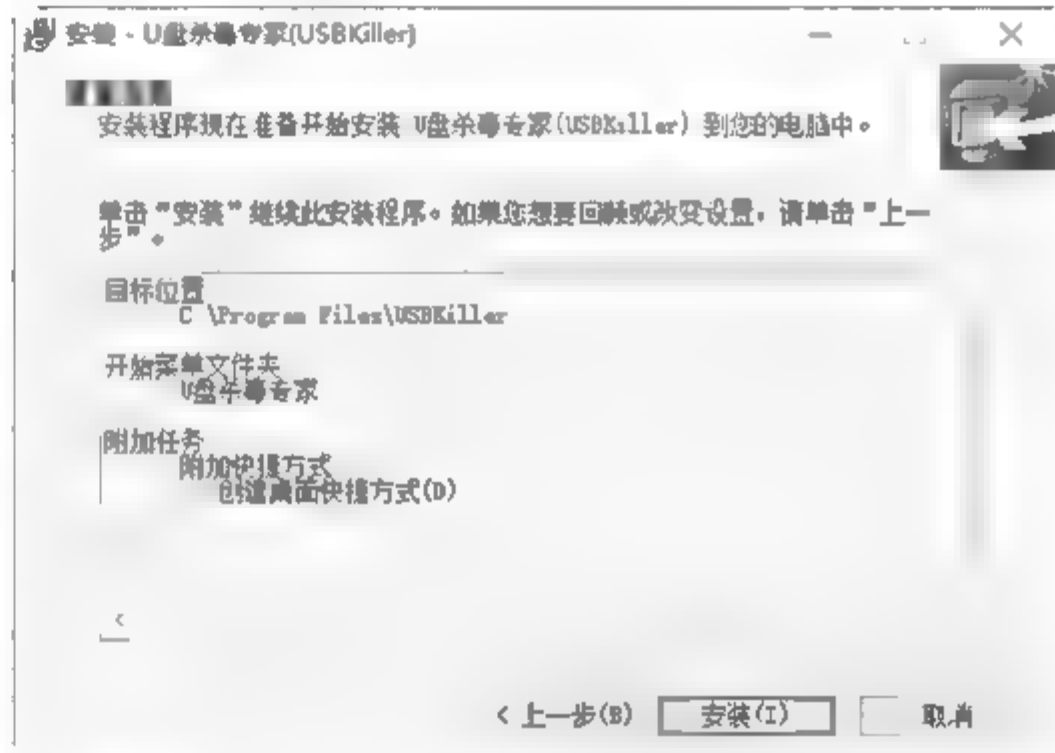 安装 - U盘杀毒专家(USBKiller)
安装程序现在准备开始安装 U盘杀毒专家(USBKiller) 到您的电脑中。
单击"安装"继续此安装程序。如果您想要回顾或改变设置，请单击"上一
步"。
目标位置
C \Program Files\USBKiller
开始菜单文件夹
U盘杀毒专家
附加任务
附加快捷方式
创建桌面快捷方式(D)
< 上一步(B)
安装(I)
取消